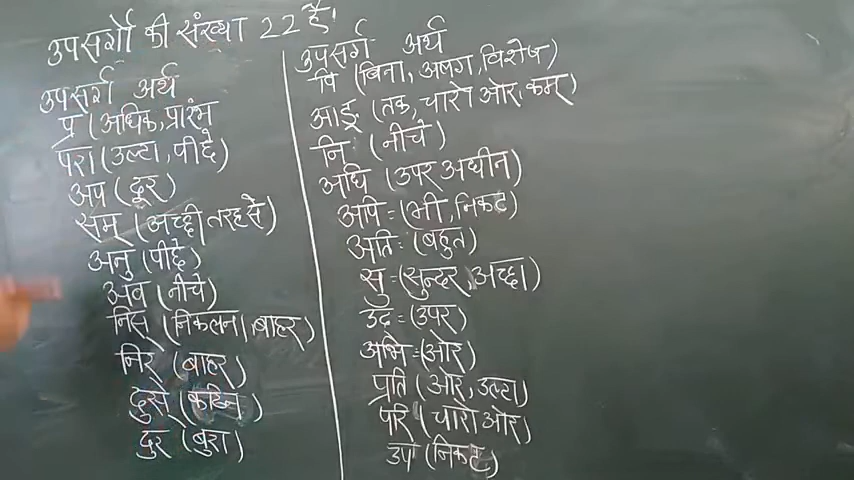 उपसर्गो की संख्या 22 है।
उपसर्ग अर्थ
प्र (अधिक, प्रारंभ
परा (उल्टा, पीछे)
अप (दूर)
सम् (अच्छी तरह से)
अनु (पीछे)
अव (नीचे)
निस् (निकलना, बाहर)
निर् (बाहर)
दुस् (कठिन)
दुर् (बुरा)
उपसर्ग अर्थ
वि (बिना, अलग, विशेष)
आङ् (तक, चारो ओर, कम्)
नि (नीचे)
अधि (उपर अधीन)
अपि = (भी, निकट)
अति: (बहुत)
सु = (सुन्दर, अच्छा)
उद् = (उपर)
अभि = (ओर)
प्रति (ओर, उल्टा)
परि (चारो ओर)
उप (निकट)